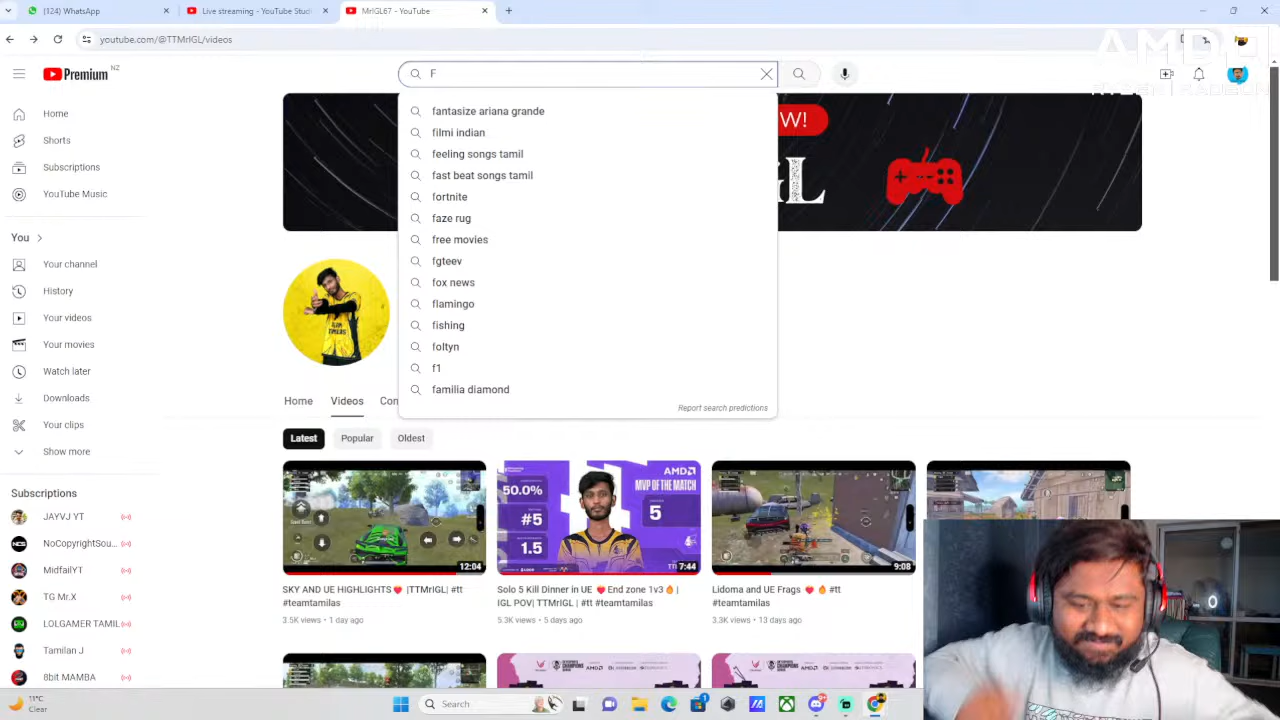 (124) WhatsApp
Live streaming - YouTube Stud
MrIGL67 - YouTube
youtube.com/@TTMrIGL/videos
AMD
Premium
NZ
F
fantasize ariana grande
filmi indian
feeling songs tamil
fast beat songs tamil
fortnite
faze rug
free movies
fgteev
fox news
flamingo
fishing
foltyn
f1
familia diamond
Report search predictions
W!
Home
Shorts
Subscriptions
YouTube Music
You
Your channel
History
Your videos
Your movies
Watch later
Downloads
Your clips
Show more
Subscriptions
JAYVJ YT
NoCopyrightSou...
MidfailYT
TG Mr.X
LOLGAMER TAMIL
Tamilan J
8bit MAMBA
Home
Videos
Con
Latest
Popular
Oldest
12:04
SKY AND UE HIGHLIGHTS❤️ |TTMrIGL| #tt
#teamtamilas
3.5K views • 1 day ago
AMD
MVP OF THE MATCH
50.0%
#5
1.5
5
7:44
Solo 5 Kill Dinner in UE ❤️End zone 1v3🔥|
IGL POV| TTMrIGL | #tt #teamtamilas
5.3K views • 5 days ago
9:08
Lidoma and UE Frags ❤️ 🔥 #tt
#teamtamilas
3.3K views • 13 days ago
11°C
Clear
Search